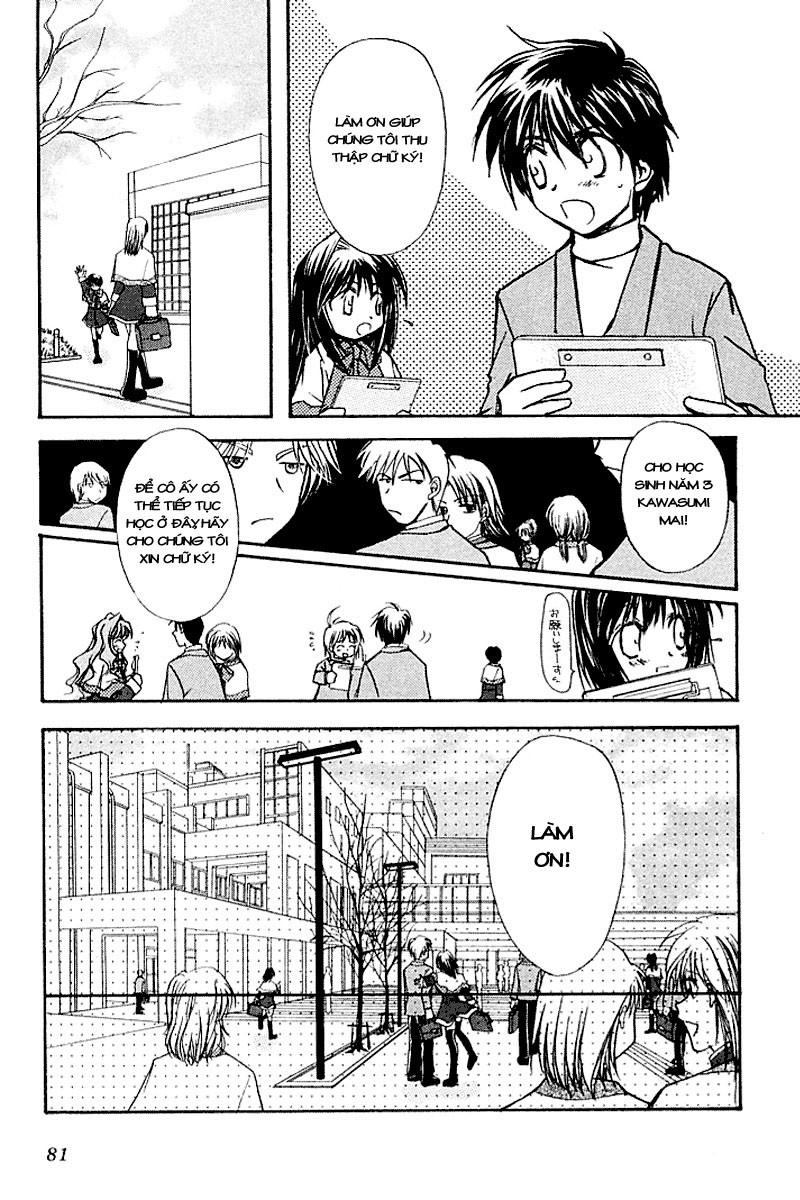 LÀM ƠN GIÚP
CHÚNG TÔI THU
THẬP CHỮ KÝ!
CHO HỌC
SINH NĂM 3
KAWASUMI
MAI!
ĐỂ CÔ ẤY CÓ
THỂ TIẾP TỤC
HỌC Ở ĐÂY, HÃY
CHO CHÚNG TÔI
XIN CHỮ KÝ!
お願いしまーすっ
LÀM
ƠN!
81